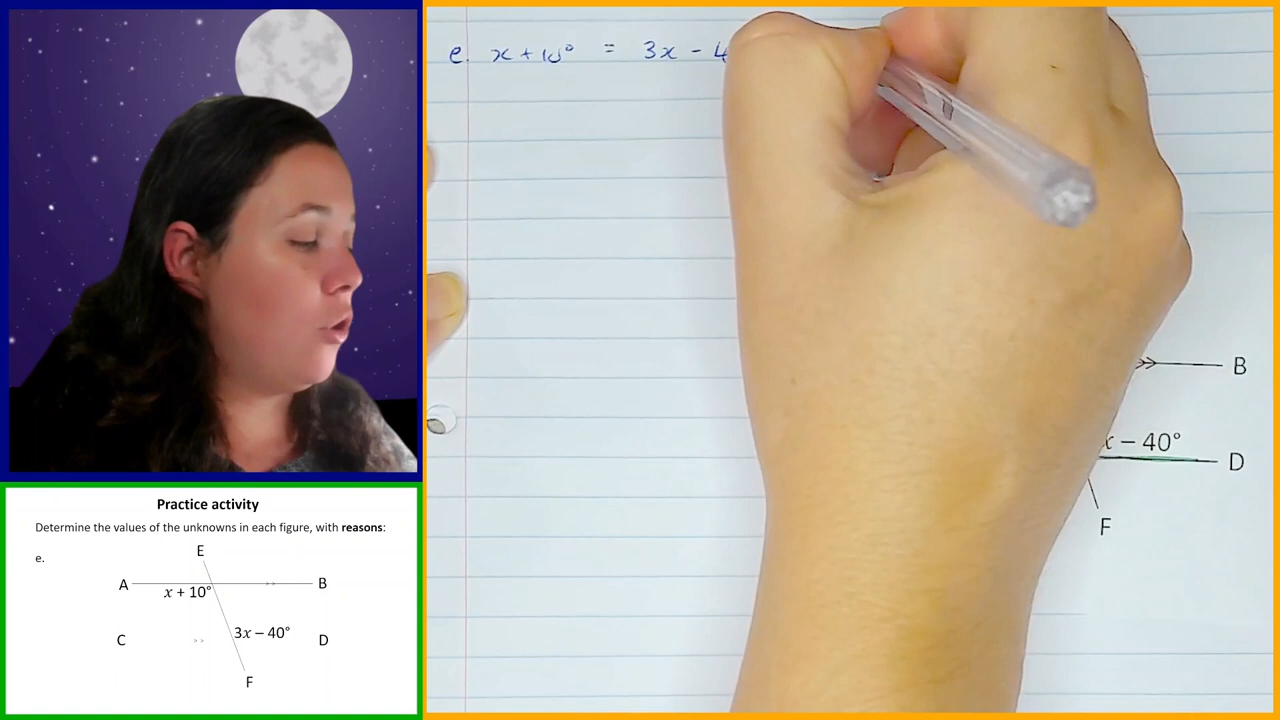 Practice activity
Determine the values of the unknowns in each figure, with reasons:
e.
E
A
B
x + 10°
C
3x – 40°
D
F
e. x + 10° = 3x - 4
B
x – 40°
D
F